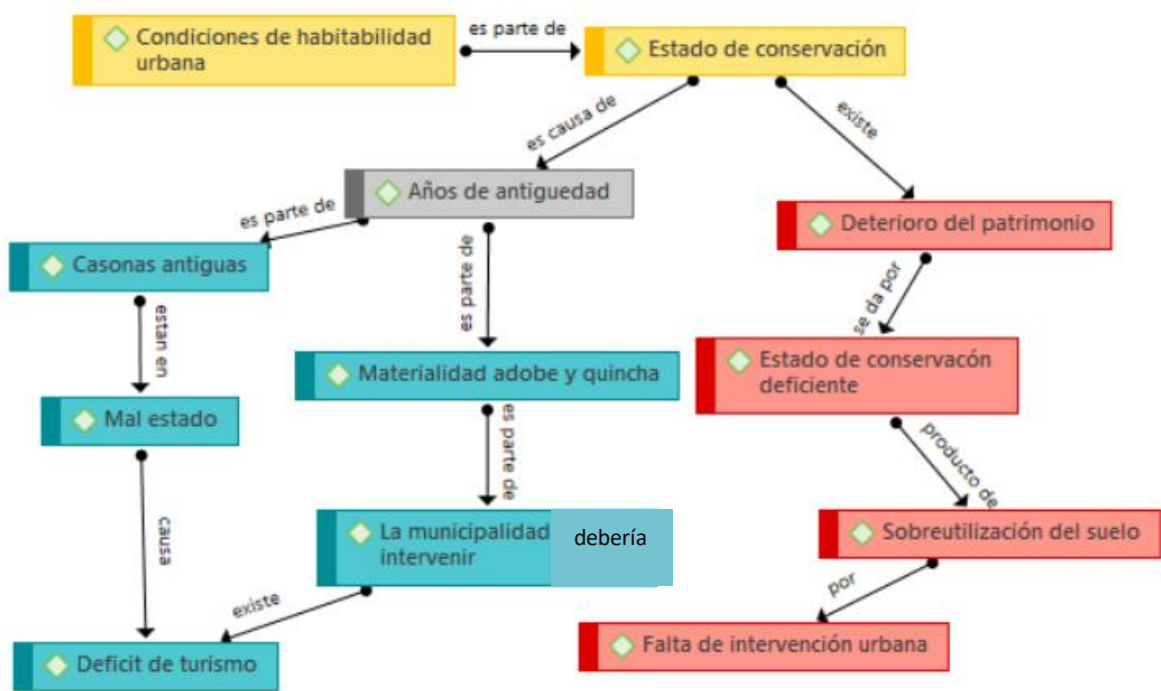 Condiciones de habitabilidad
urbana
es parte de
Estado de conservación
es causa de
existe
Años de antiguedad
es parte de
es parte de
Deterioro del patrimonio
Casonas antiguas
estan en
se da por
Materialidad adobe y quincha
Estado de conservacón
deficiente
Mal estado
es parte de
producto de
causa
La municipalidad debería
intervenir
Sobreutilización del suelo
existe
por
Deficit de turismo
Falta de intervención urbana